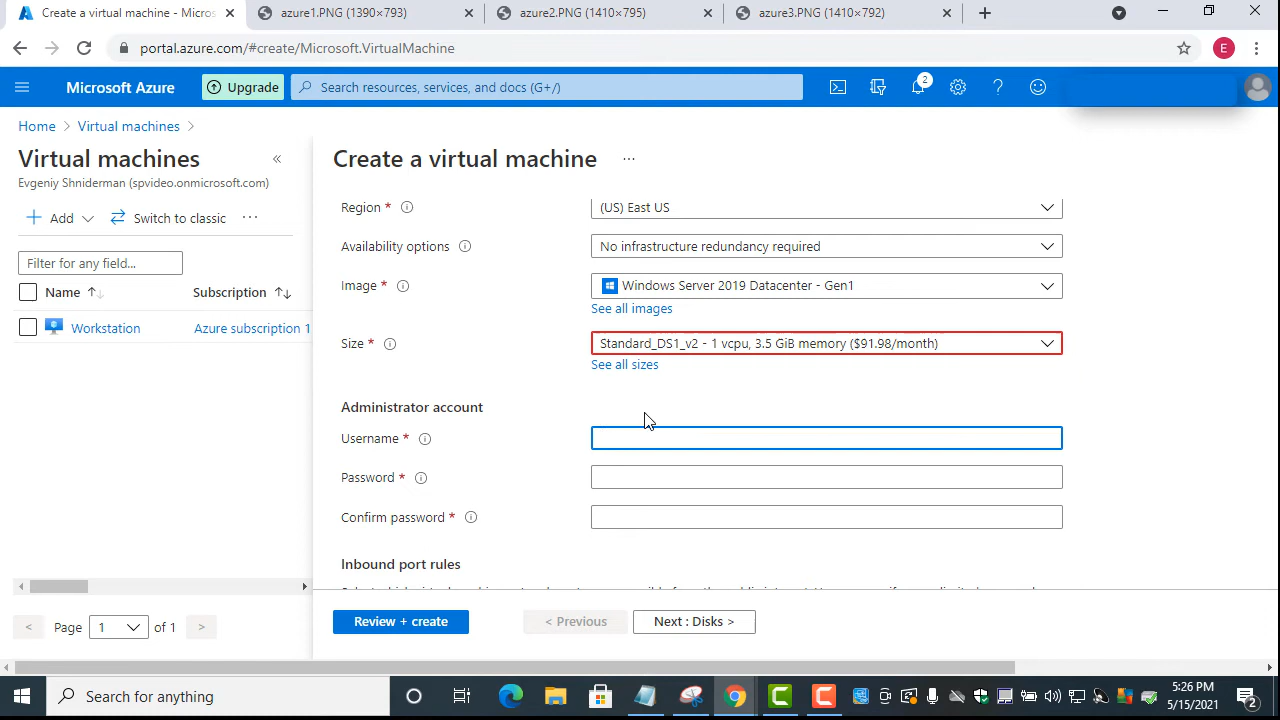 Create a virtual machine - Micros
azure1.PNG (1390×793)
azure2.PNG (1410×795)
azure3.PNG (1410×792)
portal.azure.com/#create/Microsoft.VirtualMachine
E
Microsoft Azure
Upgrade
Search resources, services, and docs (G+/)
2
Home > Virtual machines >
Virtual machines
«
Evgeniy Shniderman (spvideo.onmicrosoft.com)
+ Add
Switch to classic
...
Filter for any field...
Name ↑↓
Subscription ↑↓
Workstation
Azure subscription 1
< Page 1 of 1 >
Create a virtual machine ...
Region *
(US) East US
Availability options
No infrastructure redundancy required
Image *
Windows Server 2019 Datacenter - Gen1
See all images
Size *
Standard_DS1_v2 - 1 vcpu, 3.5 GiB memory ($91.98/month)
See all sizes
Administrator account
Username *
Password *
Confirm password *
Inbound port rules
Review + create
< Previous
Next : Disks >
Search for anything
5:26 PM
5/15/2021
2